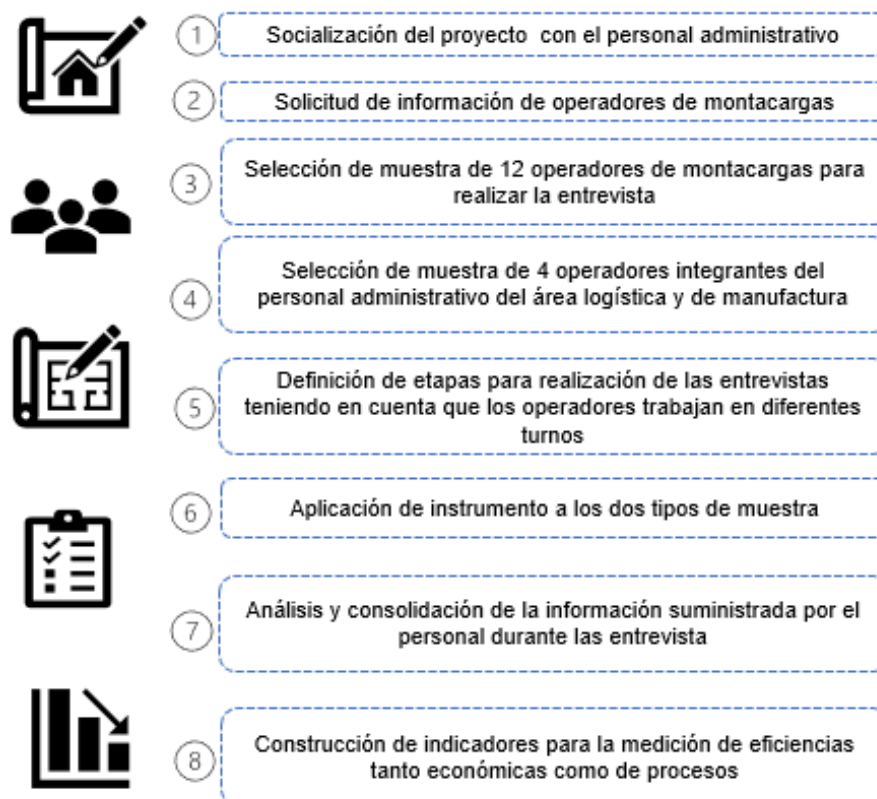 1 Socialización del proyecto con el personal administrativo
2 Solicitud de información de operadores de montacargas
3 Selección de muestra de 12 operadores de montacargas para
realizar la entrevista
4 Selección de muestra de 4 operadores integrantes del
personal administrativo del área logística y de manufactura
5 Definición de etapas para realización de las entrevistas
teniendo en cuenta que los operadores trabajan en diferentes
turnos
6 Aplicación de instrumento a los dos tipos de muestra
7 Análisis y consolidación de la información suministrada por el
personal durante las entrevista
8 Construcción de indicadores para la medición de eficiencias
tanto económicas como de procesos